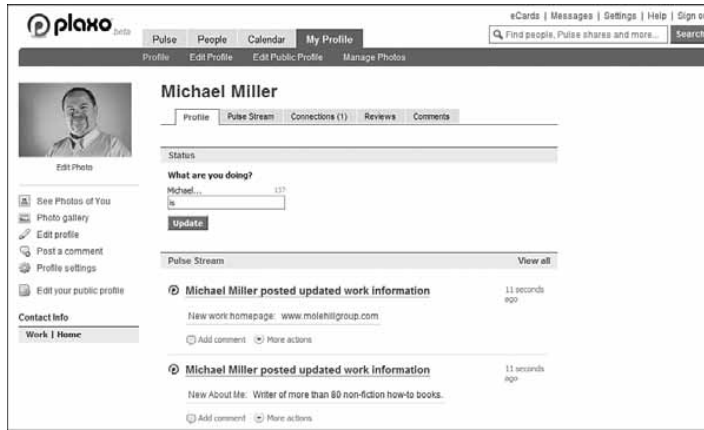 eCards | Messages | Settings | Help | Sign o
plaxo beta
Pulse People Calendar My Profile
Find people, Pulse shares and more... Search
Profile Edit Profile Edit Public Profile Manage Photos
Michael Miller
Profile Pulse Stream Connections (1) Reviews Comments
Edit Photo
Status
What are you doing?
Michael... 137
is
Update
See Photos of You
Photo gallery
Edit profile
Post a comment
Profile settings
Edit your public profile
Contact Info
Work | Home
Pulse Stream View all
Michael Miller posted updated work information 11 seconds ago
New work homepage: www.molehillgroup.com
Add comment More actions
Michael Miller posted updated work information 11 seconds ago
New About Me: Writer of more than 80 non-fiction how-to books.
Add comment More actions